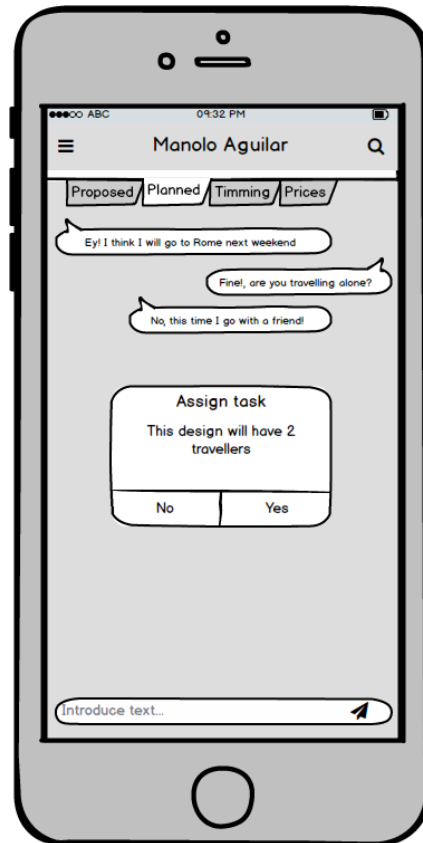 ABC 09:32 PM
Manolo Aguilar
Proposed Planned Timming Prices
Ey! I think I will go to Rome next weekend
Fine!, are you travelling alone?
No, this time I go with a friend!
Assign task
This design will have 2
travellers
No Yes
Introduce text...